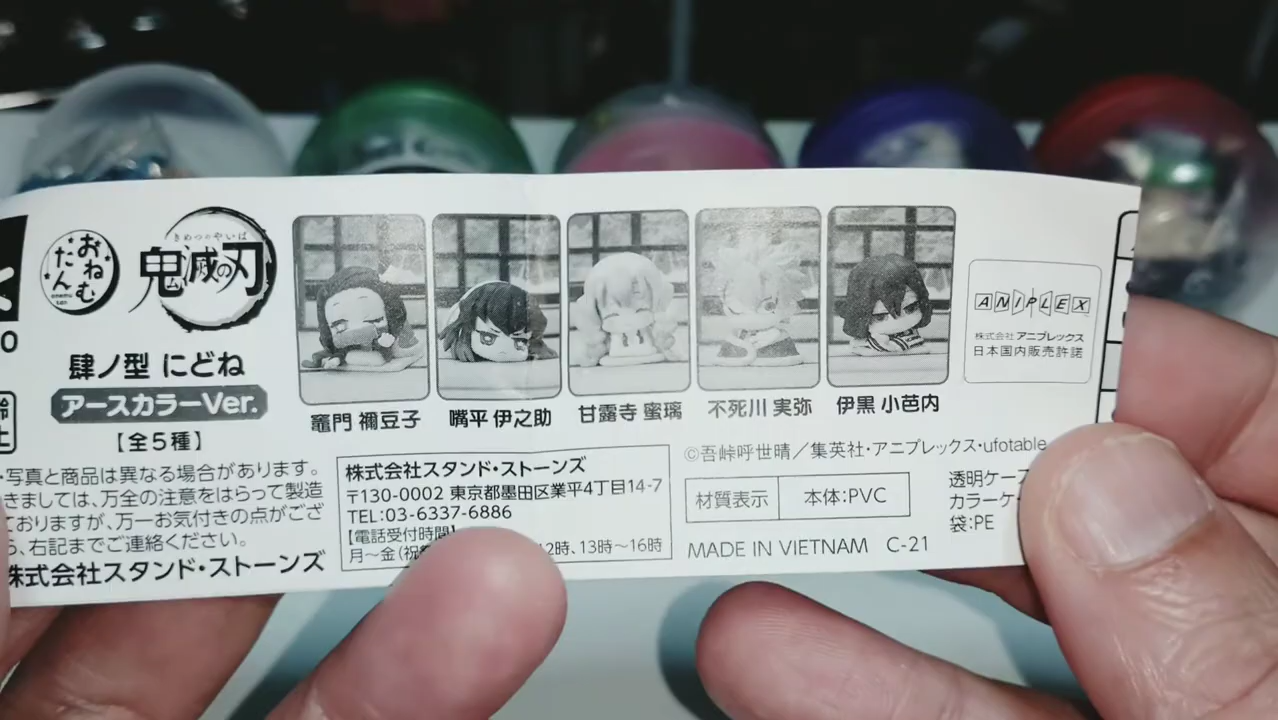 おねむたん
onemutan
きめつのやいば
鬼滅の刃
肆ノ型 にどね
アースカラーVer.
【全5種】
竈門 禰豆子
嘴平 伊之助
甘露寺 蜜璃
不死川 実弥
伊黒 小芭内
ANIPLEX
株式会社 アニプレックス
日本国内販売許諾
・写真と商品は異なる場合があります。
きましては、万全の注意をはらって製造
ておりますが、万一お気付きの点がござ
ら、右記までご連絡ください。
株式会社スタンド・ストーンズ
株式会社スタンド・ストーンズ
〒130-0002 東京都墨田区業平4丁目14-7
TEL:03-6337-6886
【電話受付時間】
月～金(祝 2時、13時～16時
©吾峠呼世晴／集英社・アニプレックス・ufotable
材質表示 本体:PVC
MADE IN VIETNAM C-21
透明ケース
カラーケ
袋:PE